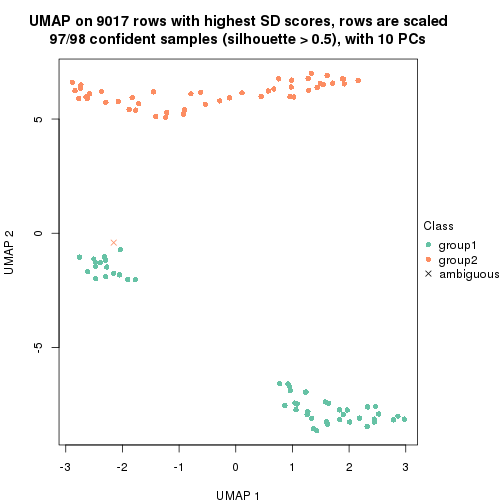 UMAP on 9017 rows with highest SD scores, rows are scaled
97/98 confident samples (silhouette > 0.5), with 10 PCs
UMAP 2
5
0
-5
-3 -2 -1 0 1 2 3
UMAP 1
Class
group1
group2
ambiguous